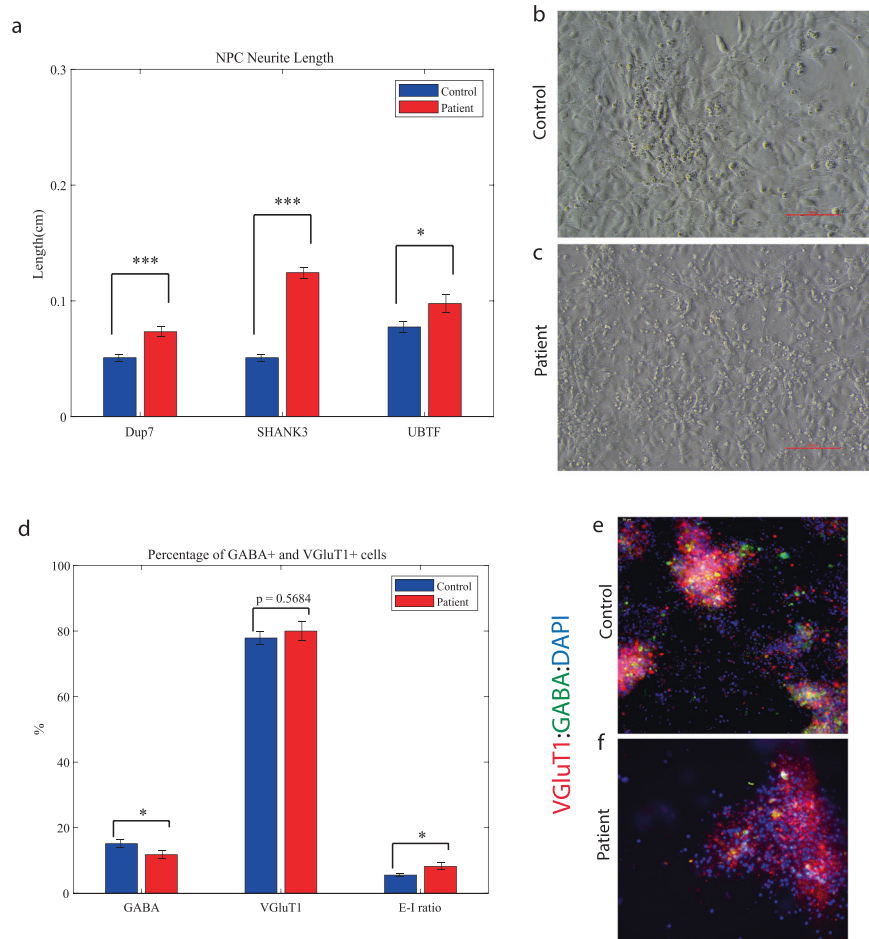 a
NPC Neurite Length
0.3
0.2
0.1
0
Length(cm)
Control
Patient
***
***
*
Dup7
SHANK3
UBTF
b
Control
c
Patient
d
Percentage of GABA+ and VGluT1+ cells
100
80
60
40
20
0
%
Control
Patient
*
p = 0.5684
*
GABA
VGluT1
E-I ratio
VGluT1:GABA:DAPI
e
Control
f
Patient